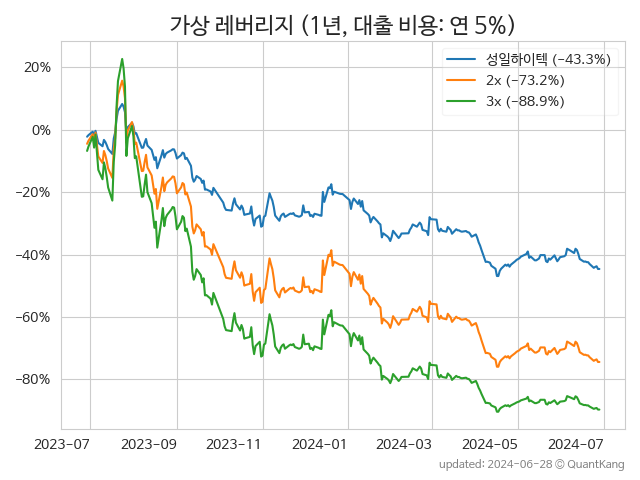 가상 레버리지 (1년, 대출 비용: 연 5%)
성일하이텍 (−43.3%)
2x (−73.2%)
3x (−88.9%)
20%
0%
−20%
−40%
−60%
−80%
2023-07 2023-09 2023-11 2024-01 2024-03 2024-05 2024-07
updated: 2024-06-28 © QuantKang